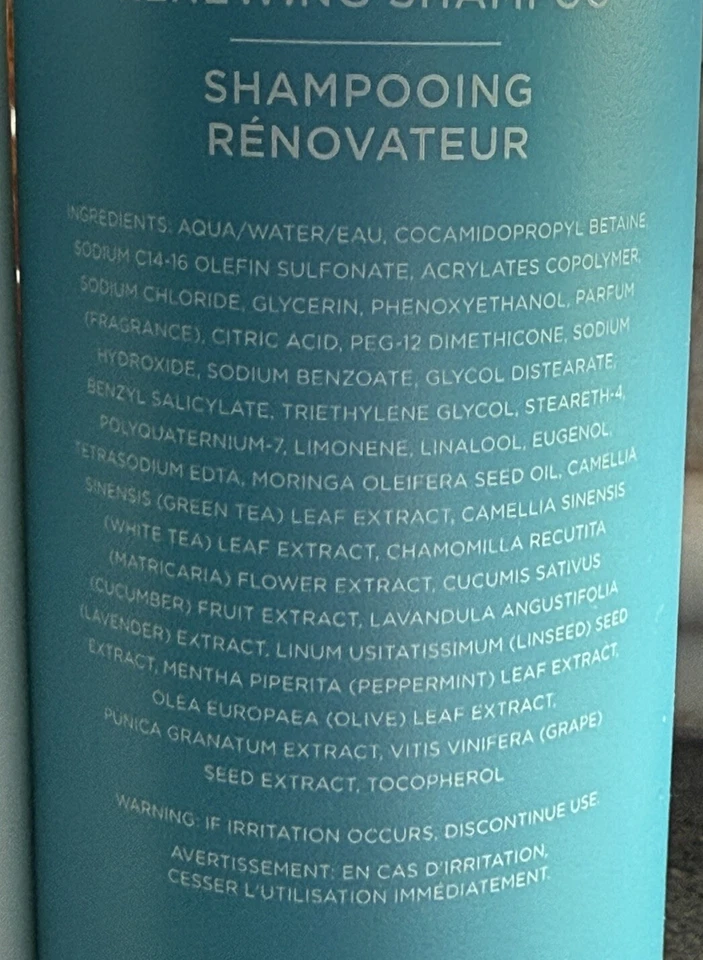 RENEWING SHAMPOO
SHAMPOOING
RÉNOVATEUR
INGREDIENTS: AQUA/WATER/EAU, COCAMIDOPROPYL BETAINE,
SODIUM C14-16 OLEFIN SULFONATE, ACRYLATES COPOLYMER,
SODIUM CHLORIDE, GLYCERIN, PHENOXYETHANOL, PARFUM
(FRAGRANCE), CITRIC ACID, PEG-12 DIMETHICONE, SODIUM
HYDROXIDE, SODIUM BENZOATE, GLYCOL DISTEARATE,
BENZYL SALICYLATE, TRIETHYLENE GLYCOL, STEARETH-4,
POLYQUATERNIUM-7, LIMONENE, LINALOOL, EUGENOL,
TETRASODIUM EDTA, MORINGA OLEIFERA SEED OIL, CAMELLIA
SINENSIS (GREEN TEA) LEAF EXTRACT, CAMELLIA SINENSIS
(WHITE TEA) LEAF EXTRACT, CHAMOMILLA RECUTITA
(MATRICARIA) FLOWER EXTRACT, CUCUMIS SATIVUS
(CUCUMBER) FRUIT EXTRACT, LAVANDULA ANGUSTIFOLIA
(LAVENDER) EXTRACT, LINUM USITATISSIMUM (LINSEED) SEED
EXTRACT, MENTHA PIPERITA (PEPPERMINT) LEAF EXTRACT,
OLEA EUROPAEA (OLIVE) LEAF EXTRACT,
PUNICA GRANATUM EXTRACT, VITIS VINIFERA (GRAPE)
SEED EXTRACT, TOCOPHEROL
WARNING: IF IRRITATION OCCURS, DISCONTINUE USE.
AVERTISSEMENT: EN CAS D'IRRITATION,
CESSER L'UTILISATION IMMÉDIATEMENT.